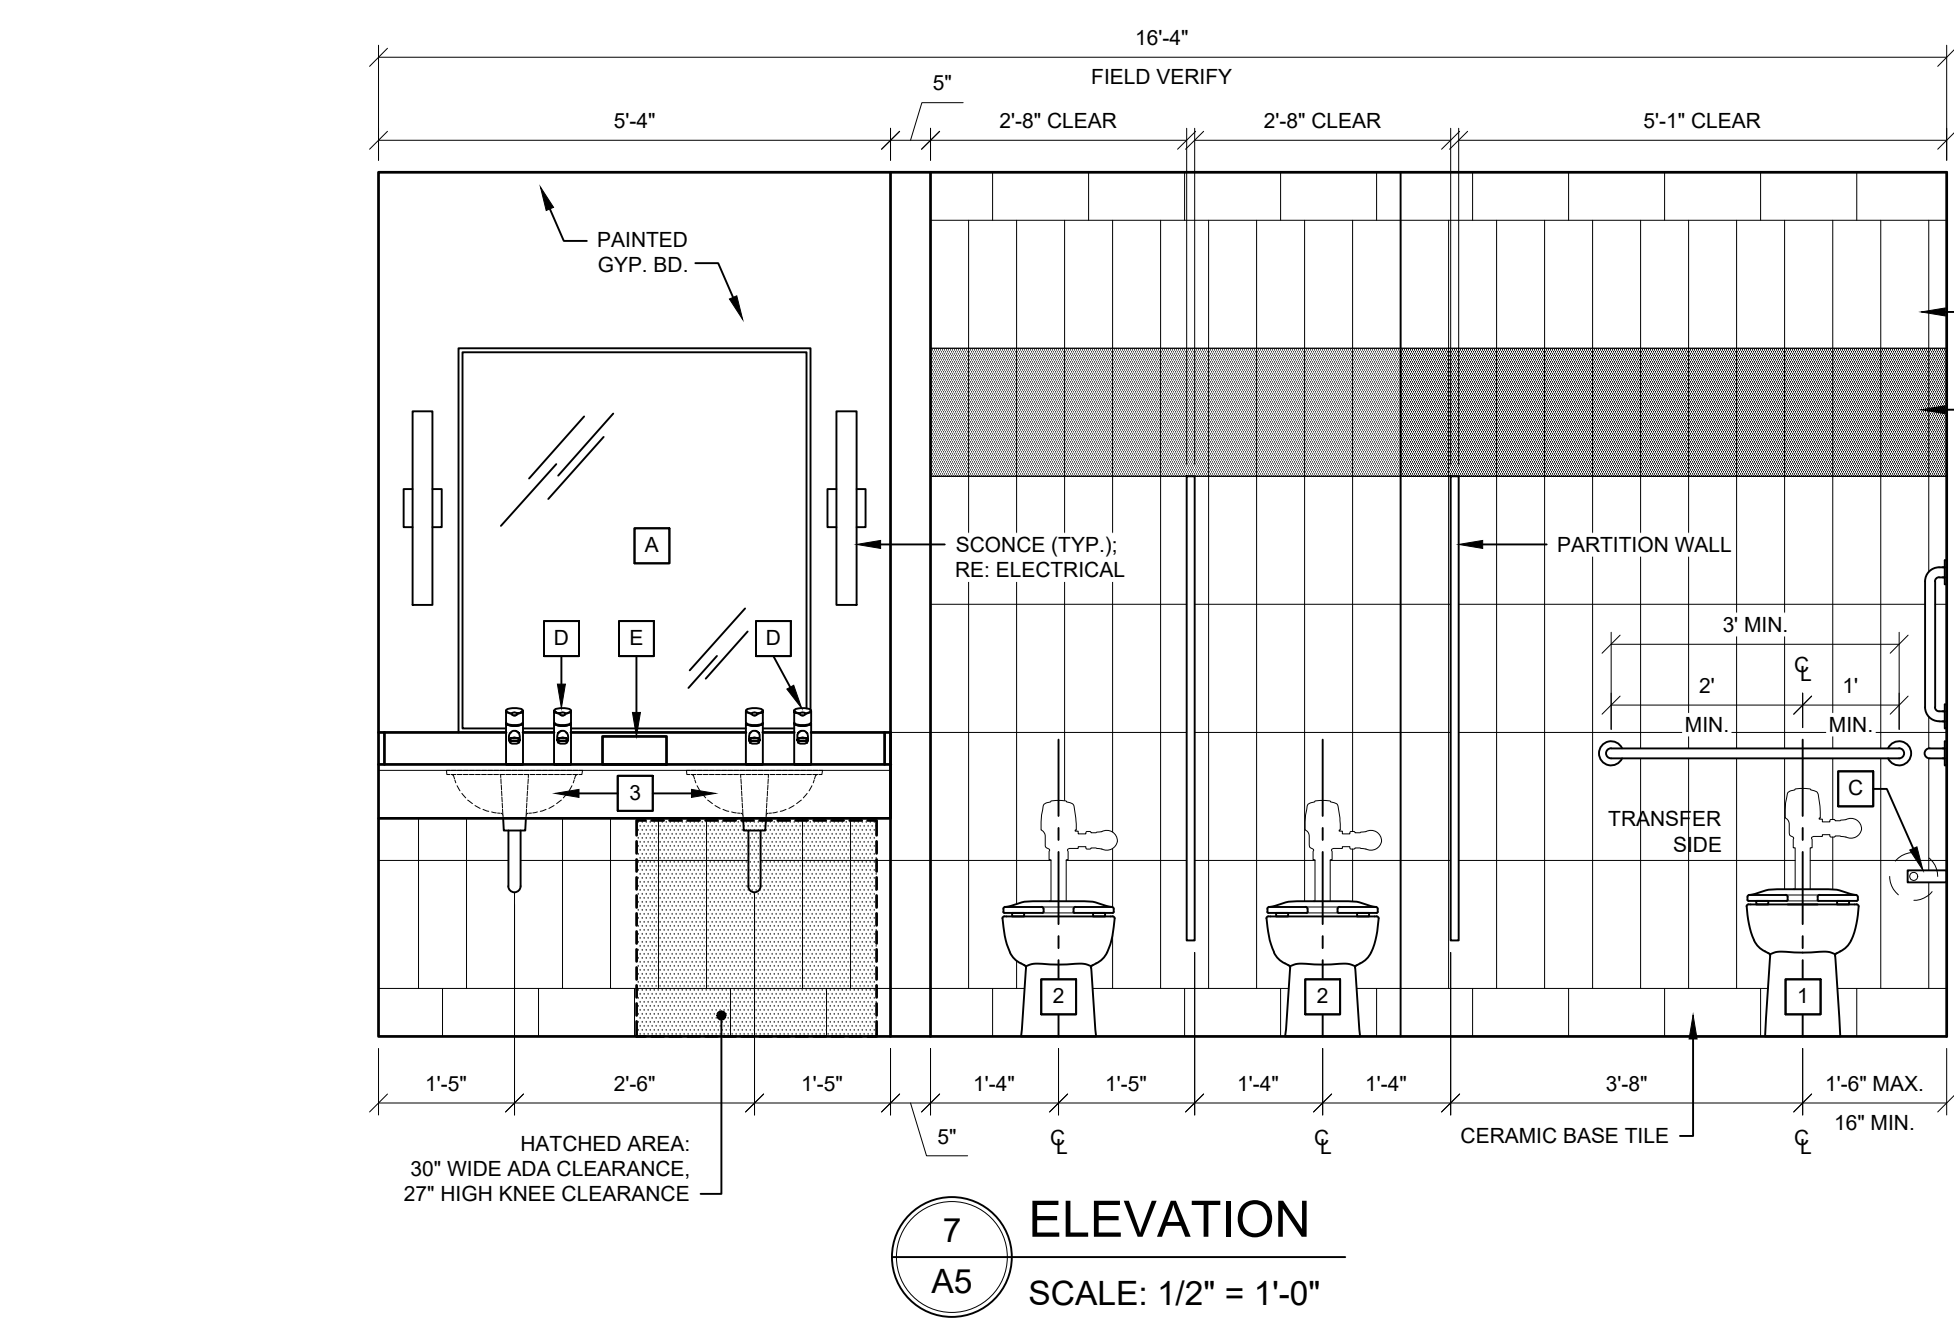 16'-4"
FIELD VERIFY
5"
5'-4"
2'-8" CLEAR
2'-8" CLEAR
5'-1" CLEAR
PAINTED
GYP. BD.
A
SCONCE (TYP.);
RE: ELECTRICAL
PARTITION WALL
D
E
D
3' MIN.
℄
2'
MIN.
1'
MIN.
3
C
TRANSFER
SIDE
2
2
1
1'-5"
2'-6"
1'-5"
1'-4"
1'-5"
1'-4"
1'-4"
3'-8"
1'-6" MAX.
16" MIN.
5"
℄
℄
℄
CERAMIC BASE TILE
HATCHED AREA:
30" WIDE ADA CLEARANCE,
27" HIGH KNEE CLEARANCE
7
A5
ELEVATION
SCALE: 1/2" = 1'-0"